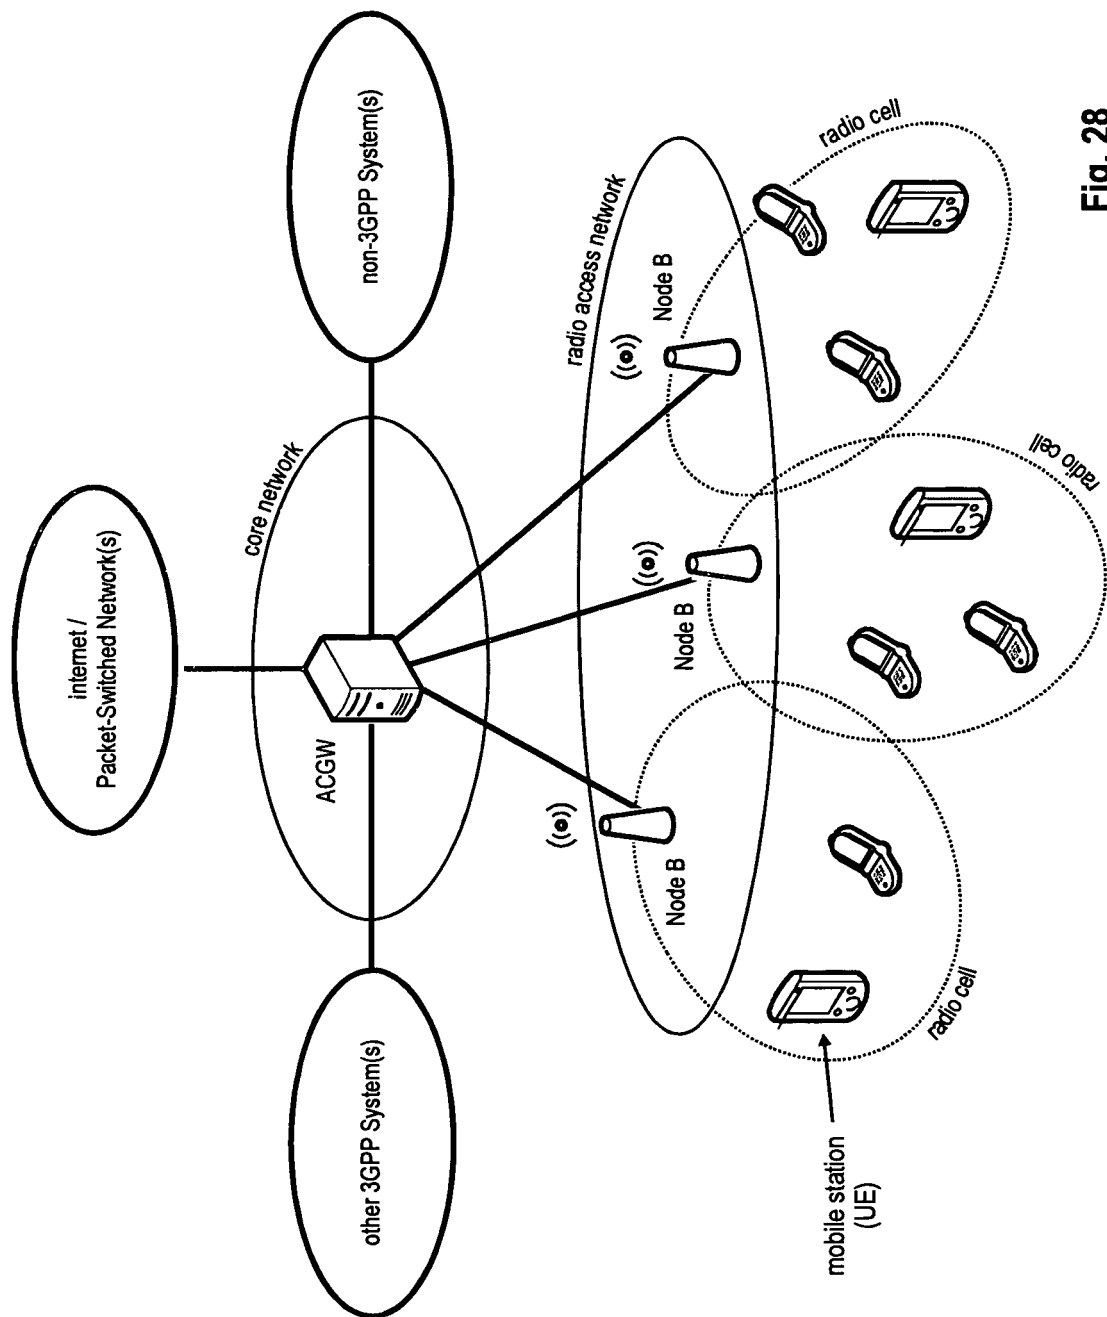 internet /
Packet-Switched Network(s)
core network
ACGW
other 3GPP System(s)
non-3GPP System(s)
radio access network
Node B
Node B
Node B
radio cell
radio cell
radio cell
mobile station
(UE)
Fig. 28